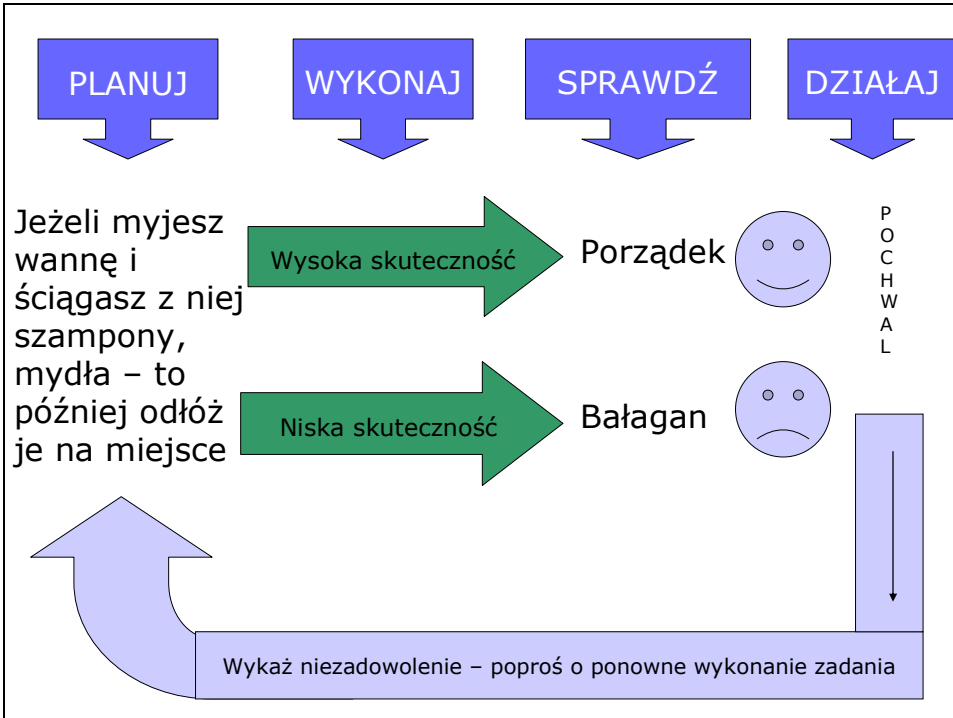 PLANUJ
WYKONAJ
SPRAWDŹ
DZIAŁAJ
Jeżeli myjesz
wannę i
ściągasz z niej
szampony,
mydła – to
później odłóż
je na miejsce
Wysoka skuteczność
Porządek
P
O
C
H
W
A
L
Niska skuteczność
Bałagan
Wykaż niezadowolenie – poproś o ponowne wykonanie zadania